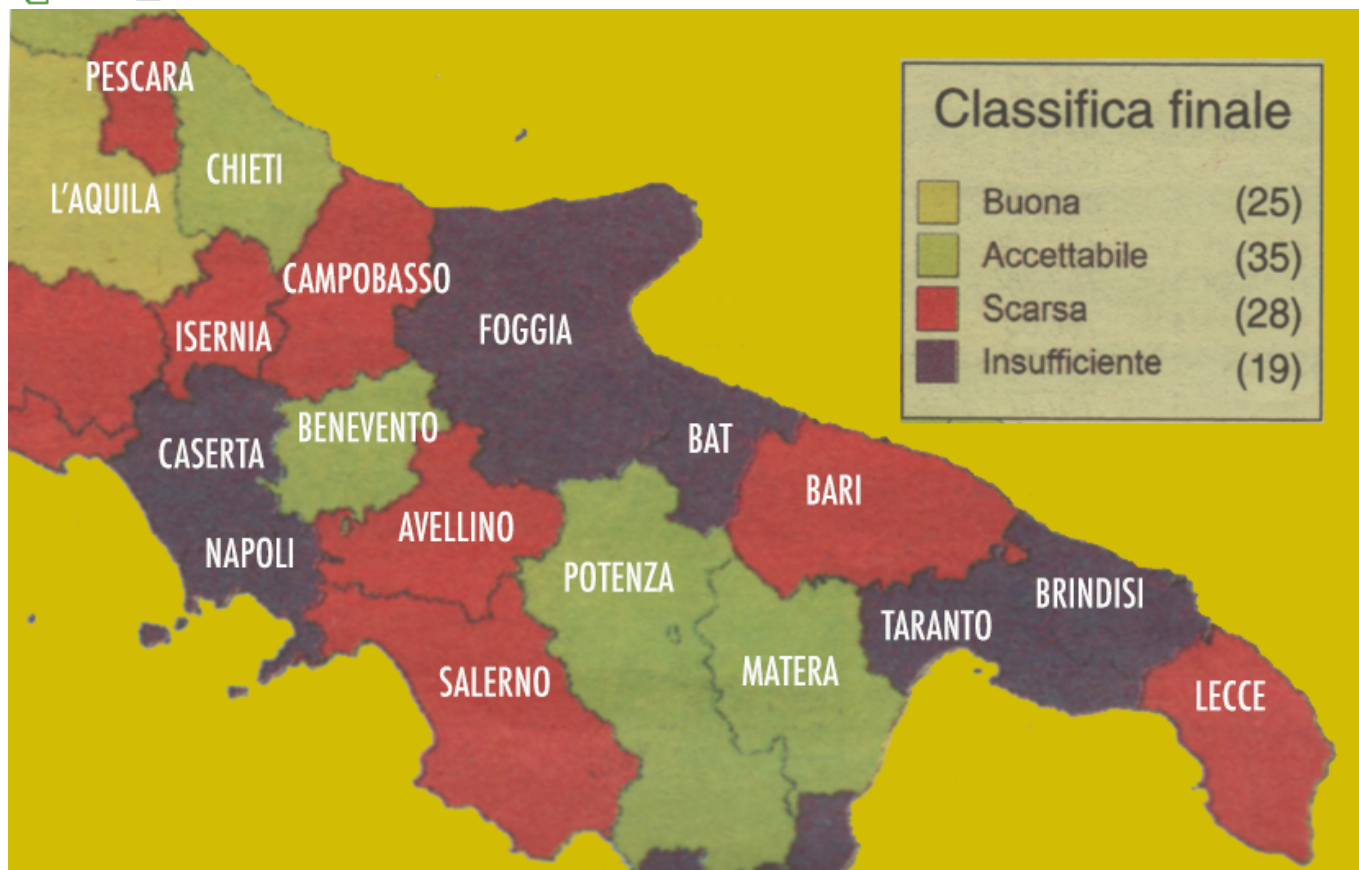 PESCARA
CHIETI
L'AQUILA
CAMPOBASSO
ISERNIA
FOGGIA
BENEVENTO
CASERTA
BAT
BARI
AVELLINO
NAPOLI
POTENZA
BRINDISI
TARANTO
MATERA
SALERNO
LECCE
Classifica finale
Buona (25)
Accettabile (35)
Scarsa (28)
Insufficiente (19)